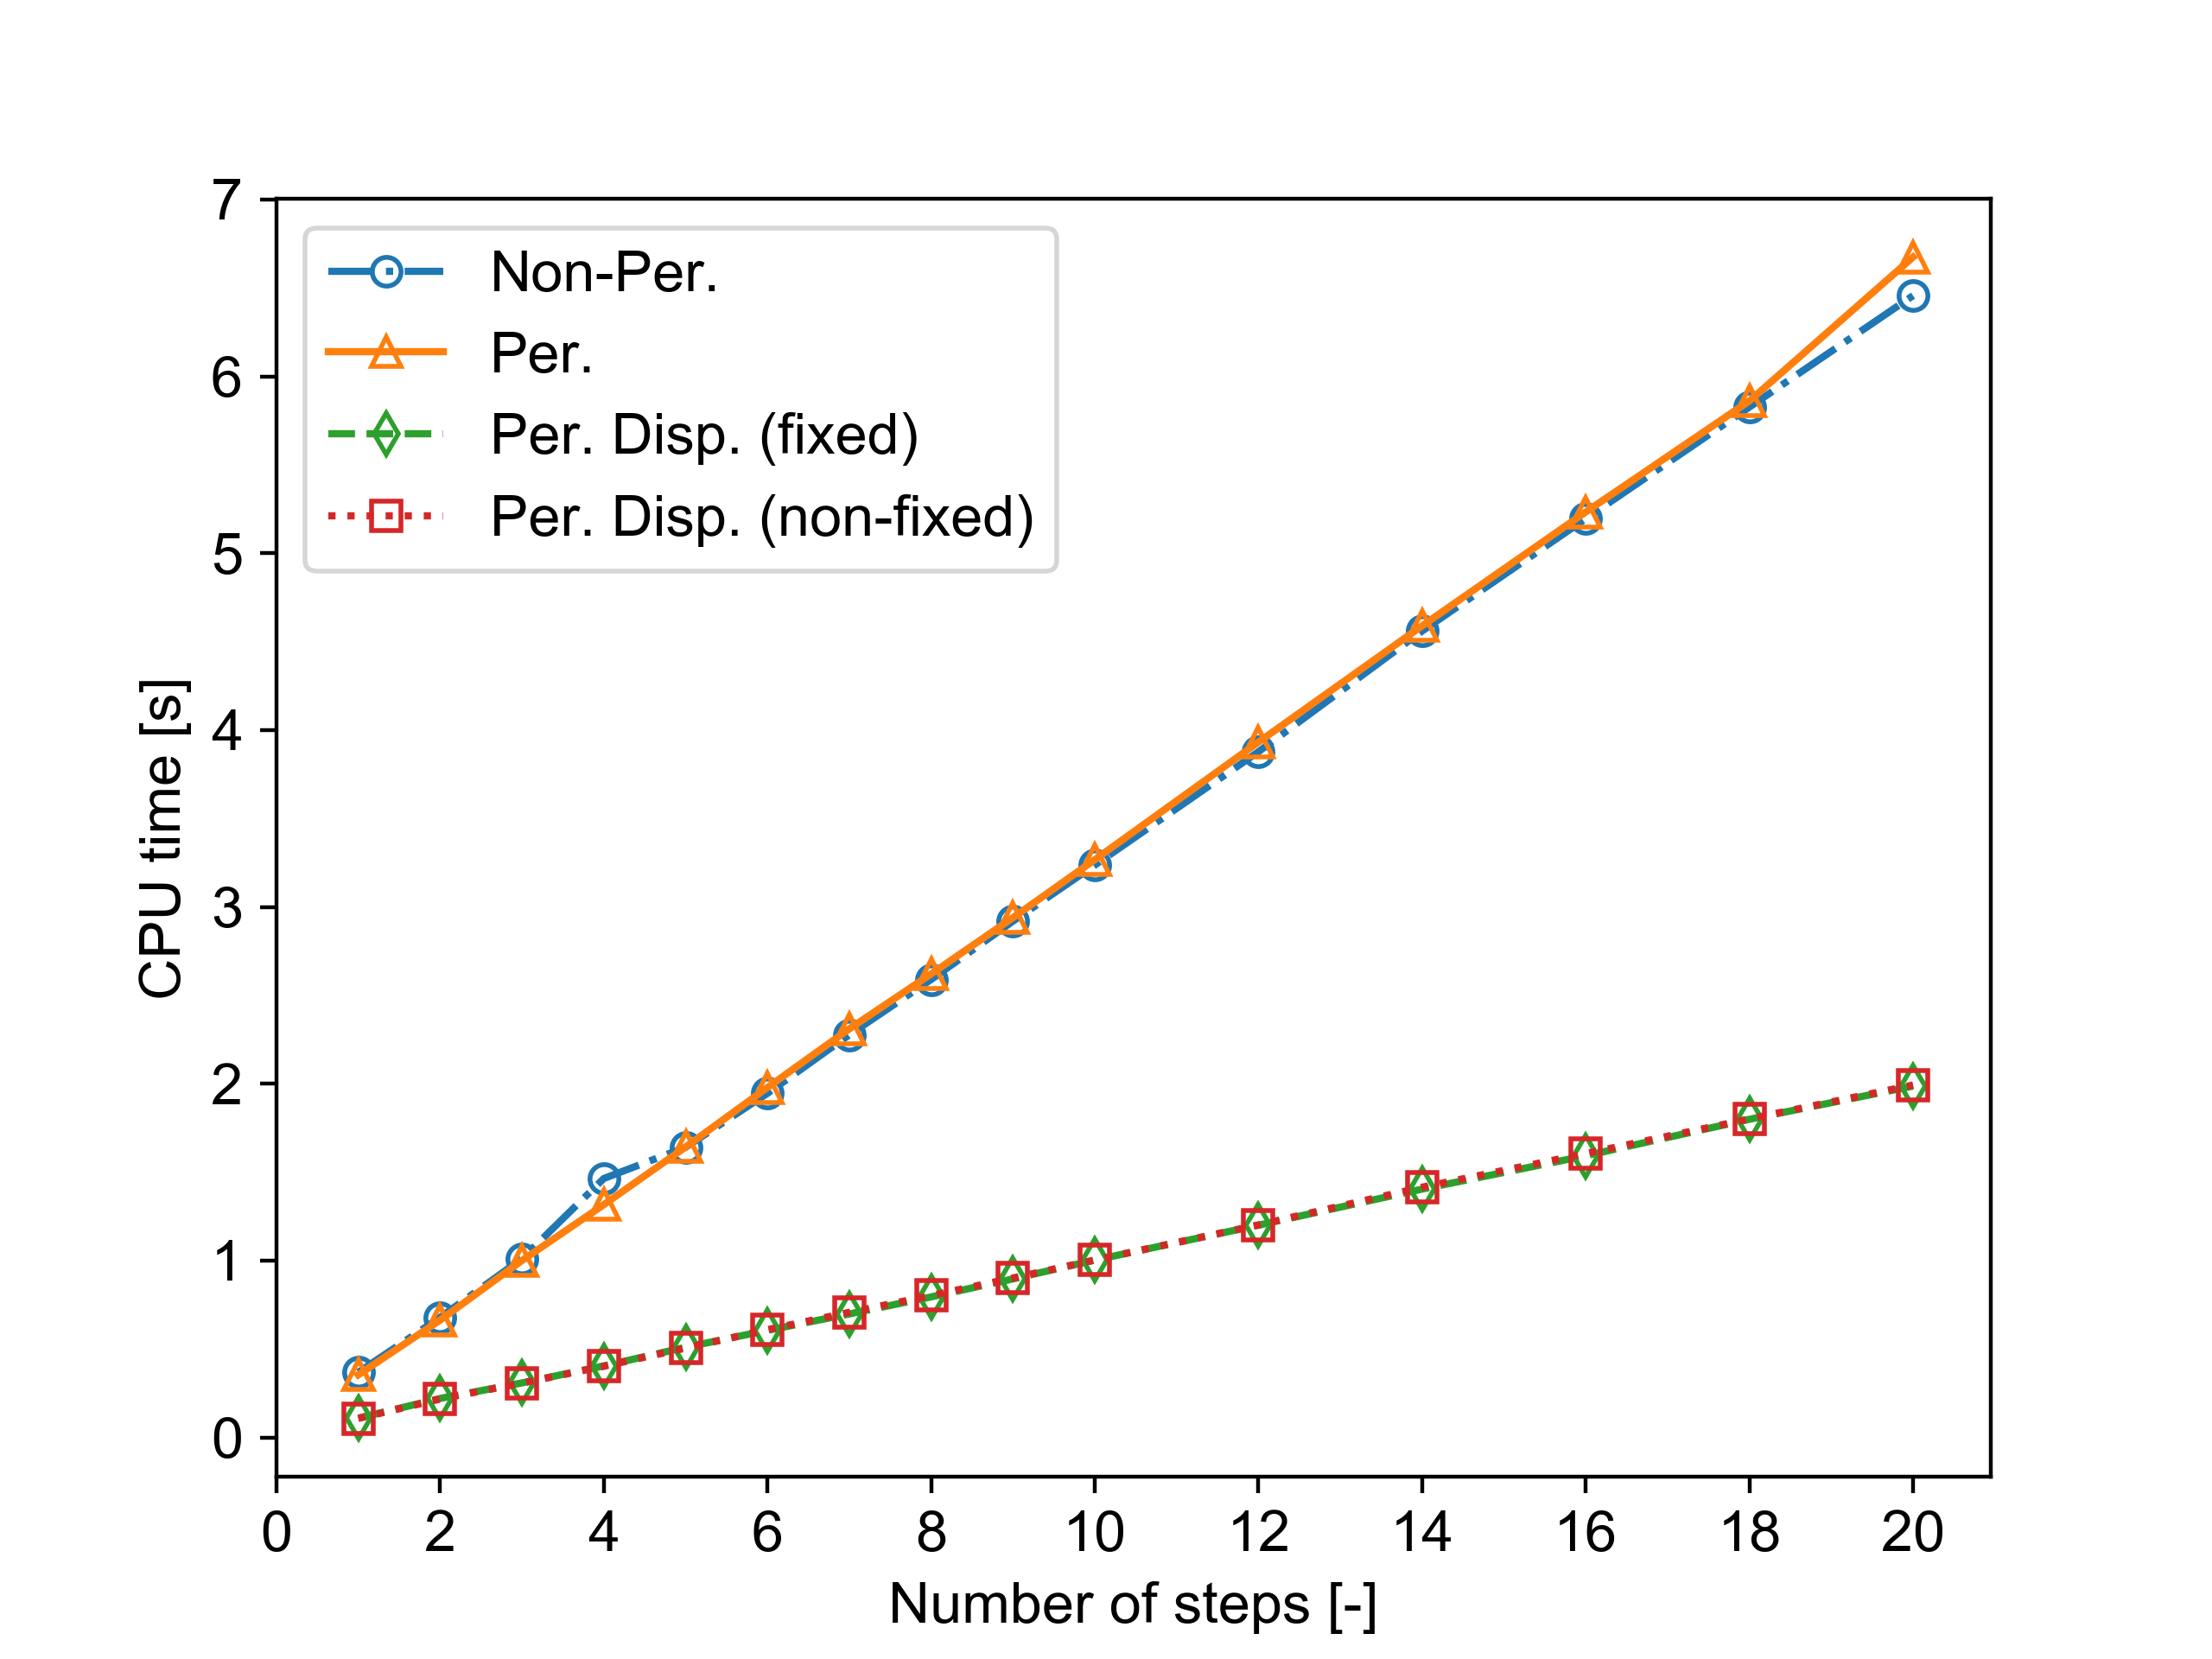 7
6
5
4
3
2
1
0
CPU time [s]
Non-Per.
Per.
Per. Disp. (fixed)
Per. Disp. (non-fixed)
0 2 4 6 8 10 12 14 16 18 20
Number of steps [-]